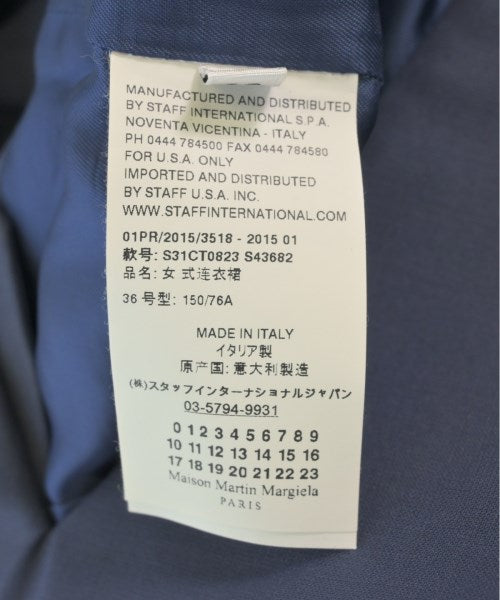 MANUFACTURED AND DISTRIBUTED
BY STAFF INTERNATIONAL S.P.A.
NOVENTA VICENTINA - ITALY
PH 0444 784500 FAX 0444 784580
FOR U.S.A. ONLY
IMPORTED AND DISTRIBUTED
BY STAFF U.S.A. INC.
WWW.STAFFINTERNATIONAL.COM
01PR/2015/3518 - 2015 01
款号: S31CT0823 S43682
品名: 女 式连衣裙
36 号型: 150/76A
MADE IN ITALY
イタリア製
原产国: 意大利製造
(株)スタッフインターナショナルジャパン
03-5794-9931
0 1 2 3 4 5 6 7 8 9
10 11 12 13 14 15 16
17 18 19 20 21 22 23
Maison Martin Margiela
PARIS